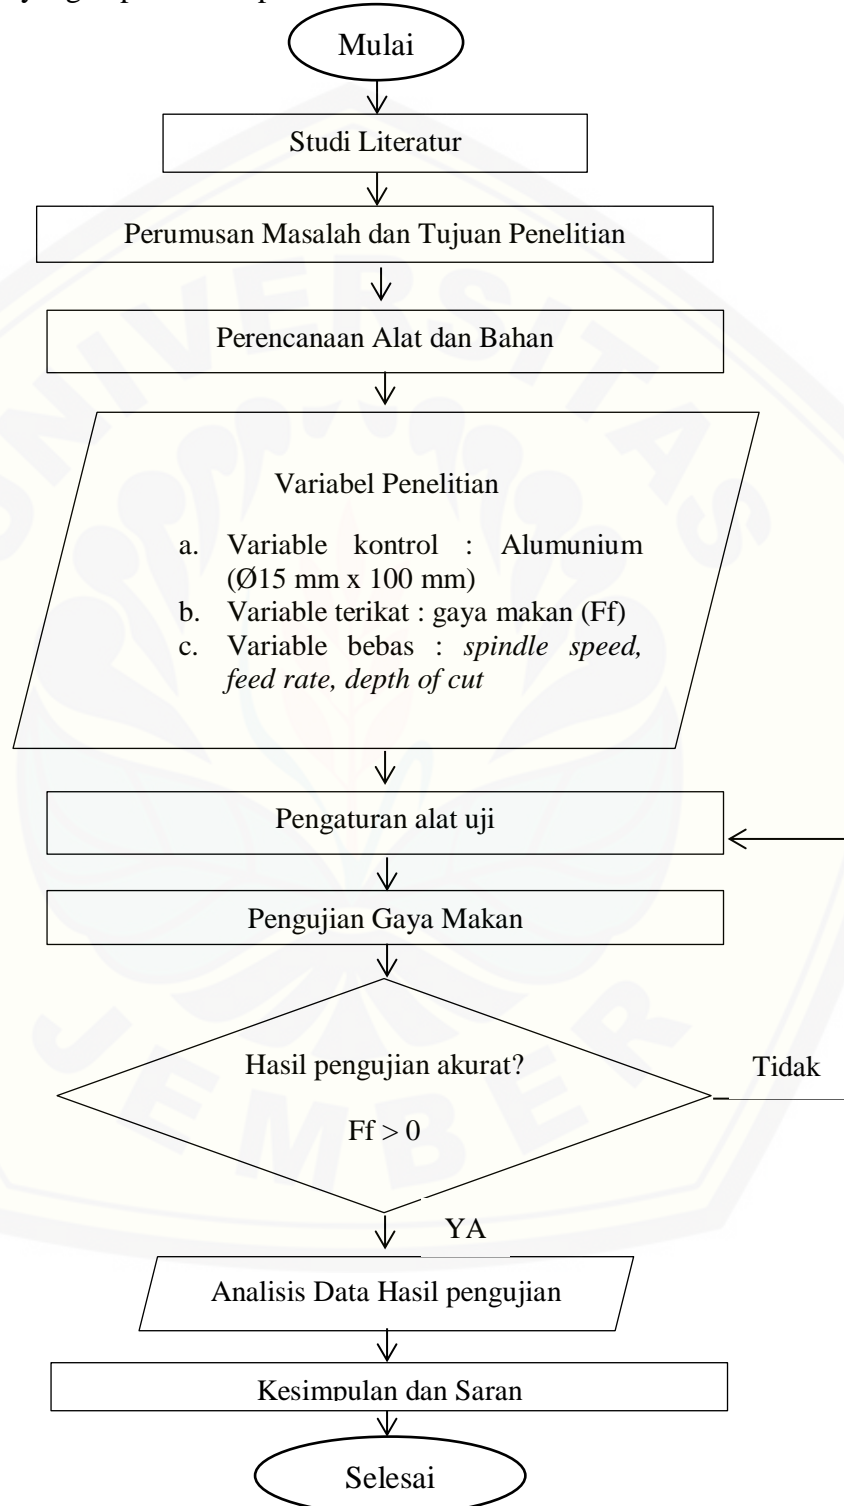 Mulai
Studi Literatur
Perumusan Masalah dan Tujuan Penelitian
Perencanaan Alat dan Bahan
Variabel Penelitian
a. Variable kontrol : Alumunium
(Ø15 mm x 100 mm)
b. Variable terikat : gaya makan (Ff)
c. Variable bebas : spindle speed,
feed rate, depth of cut
Pengaturan alat uji
Pengujian Gaya Makan
Hasil pengujian akurat?
Tidak
Ff > 0
YA
Analisis Data Hasil pengujian
Kesimpulan dan Saran
Selesai
UNIVERSITAS
JEMBER